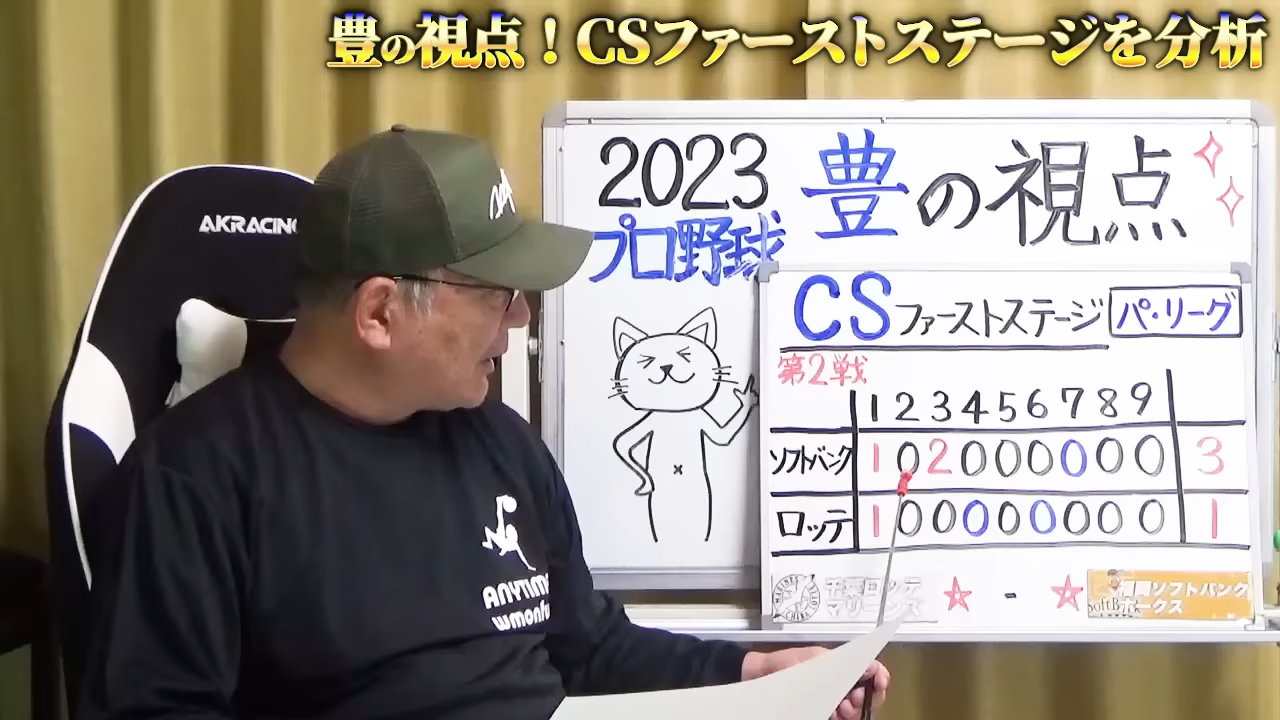 豊の視点！CSファーストステージを分析
AKRACING
2023
プロ野球
豊の視点
CSファーストステージ
パ・リーグ
第2戦
1 2 3 4 5 6 7 8 9
ソフトバンク 1 0 2 0 0 0 0 0 0 3
ロッテ 1 0 0 0 0 0 0 0 0 1
千葉ロッテ
マリーンズ
-
ソフトバンク
ホークス
ANYTIME